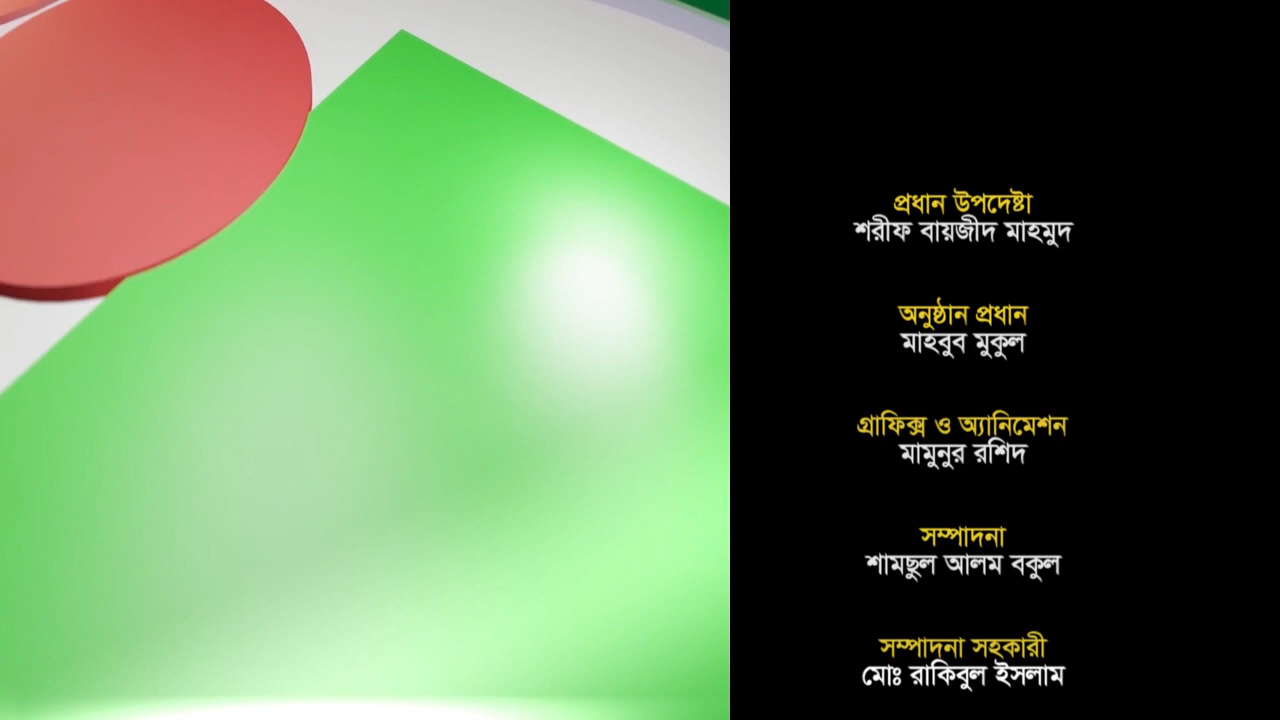 প্রধান উপদেষ্টা
শরীফ বায়জীদ মাহমুদ
অনুষ্ঠান প্রধান
মাহবুব মুকুল
গ্রাফিক্স ও অ্যানিমেশন
মামুনুর রশিদ
সম্পাদনা
শামছুল আলম বকুল
সম্পাদনা সহকারী
মোঃ রাকিবুল ইসলাম